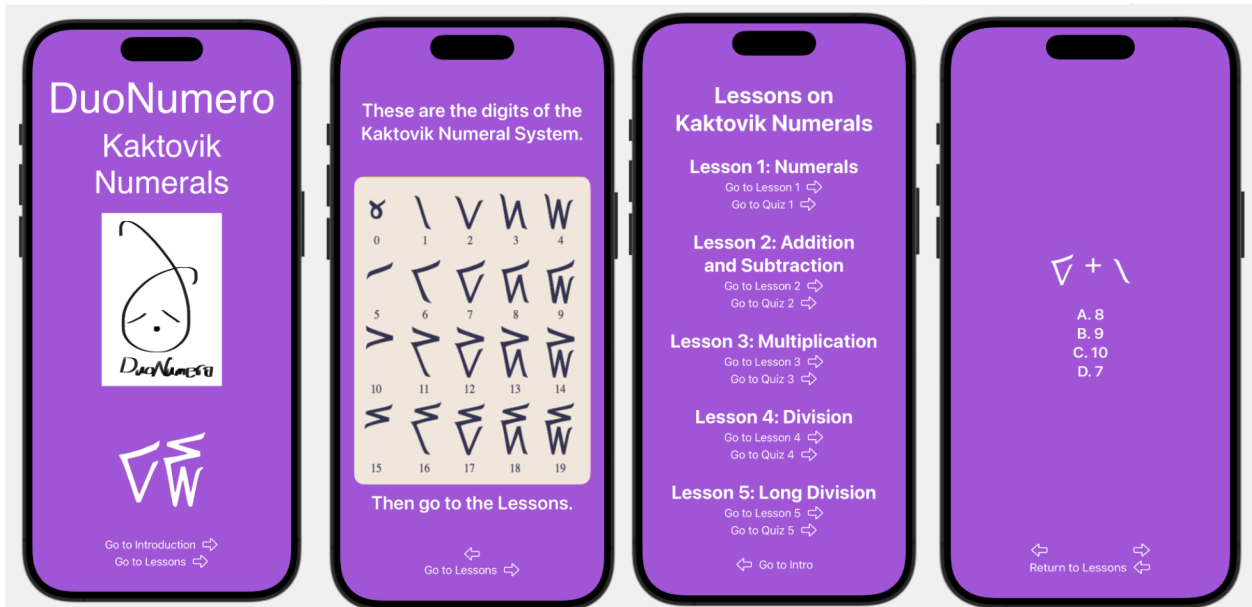 DuoNumero
Kaktovik
Numerals
DuoNumera
𝋇𝋓
Go to Introduction ⇨
Go to Lessons ⇨
These are the digits of the
Kaktovik Numeral System.
𝋀 𝋁 𝋂 𝋃 𝋄
0 1 2 3 4
𝋅 𝋆 𝋇 𝋈 𝋉
5 6 7 8 9
𝋊 𝋋 𝋌 𝋍 𝋎
10 11 12 13 14
𝋏 𝋐 𝋑 𝋒 𝋓
15 16 17 18 19
Then go to the Lessons.
⇦
Go to Lessons ⇨
Lessons on
Kaktovik Numerals
Lesson 1: Numerals
Go to Lesson 1 ⇨
Go to Quiz 1 ⇨
Lesson 2: Addition
and Subtraction
Go to Lesson 2 ⇨
Go to Quiz 2 ⇨
Lesson 3: Multiplication
Go to Lesson 3 ⇨
Go to Quiz 3 ⇨
Lesson 4: Division
Go to Lesson 4 ⇨
Go to Quiz 4 ⇨
Lesson 5: Long Division
Go to Lesson 5 ⇨
Go to Quiz 5 ⇨
⇦ Go to Intro
𝋇 + 𝋁
A. 8
B. 9
C. 10
D. 7
⇦ ⇨
Return to Lessons ⇦